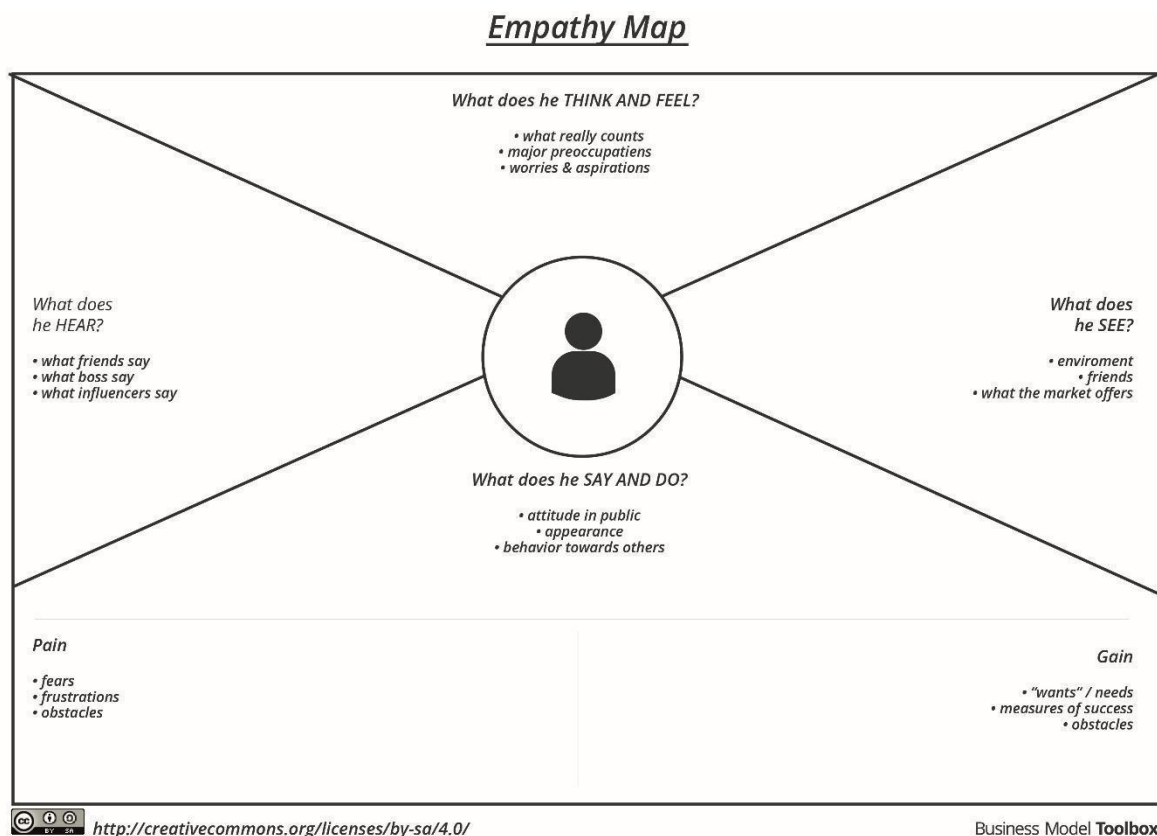 Empathy Map
What does he THINK AND FEEL?
• what really counts
• major preoccupatiens
• worries & aspirations
What does
he HEAR?
• what friends say
• what boss say
• what influencers say
What does
he SEE?
• enviroment
• friends
• what the market offers
What does he SAY AND DO?
• attitude in public
• appearance
• behavior towards others
Pain
• fears
• frustrations
• obstacles
Gain
• "wants" / needs
• measures of success
• obstacles
cc BY SA
http://creativecommons.org/licenses/by-sa/4.0/
Business Model Toolbox